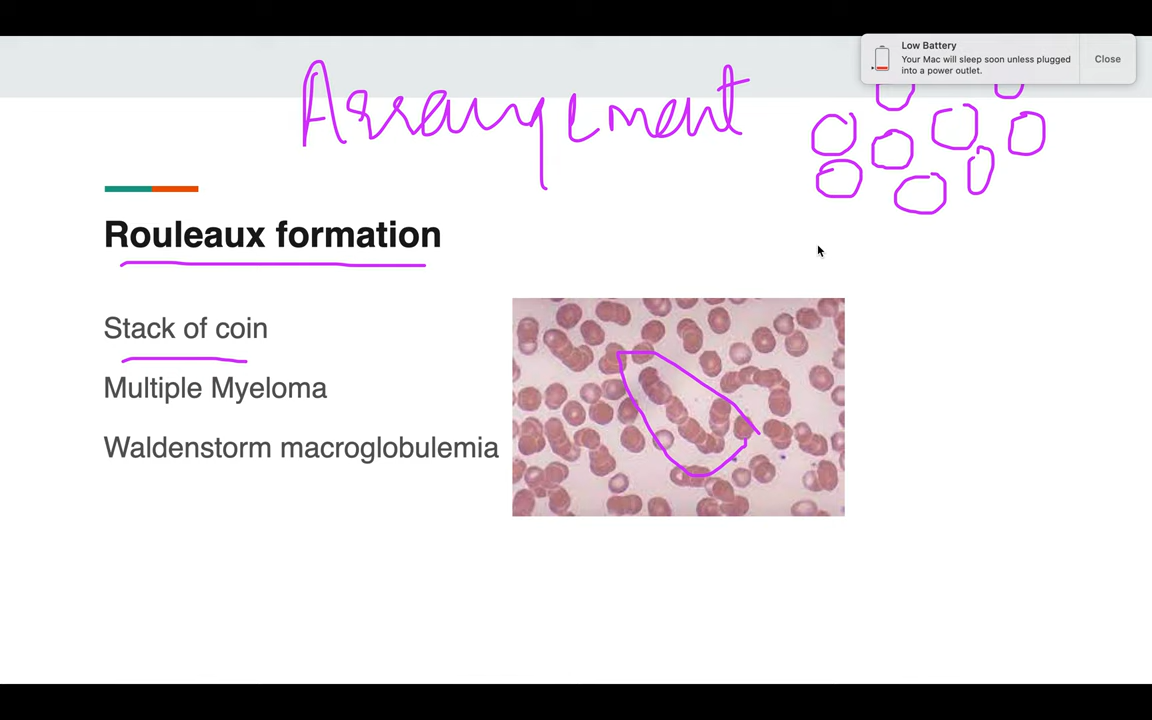 Low Battery
Your Mac will sleep soon unless plugged
into a power outlet.
Close
Arrangement
Rouleaux formation
Stack of coin
Multiple Myeloma
Waldenstorm macroglobulemia